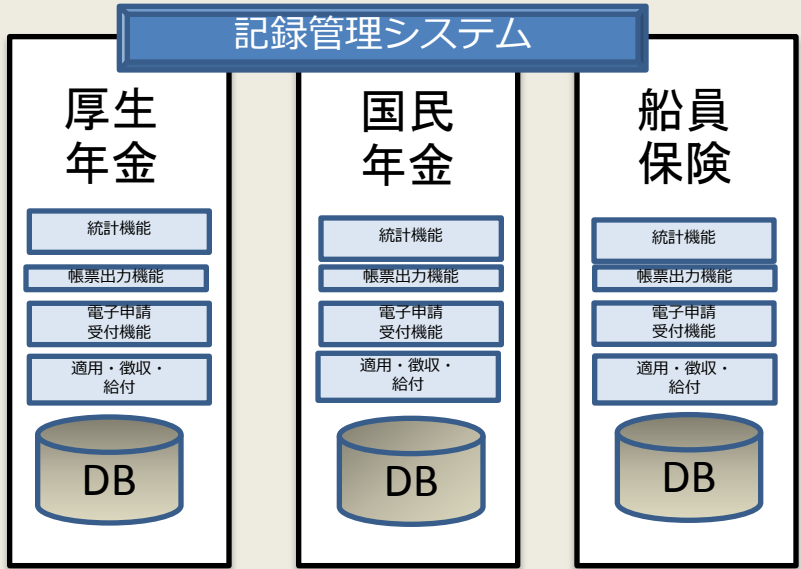 記録管理システム
厚生
年金
統計機能
帳票出力機能
電子申請
受付機能
適用・徴収・
給付
DB
国民
年金
統計機能
帳票出力機能
電子申請
受付機能
適用・徴収・
給付
DB
船員
保険
統計機能
帳票出力機能
電子申請
受付機能
適用・徴収・
給付
DB